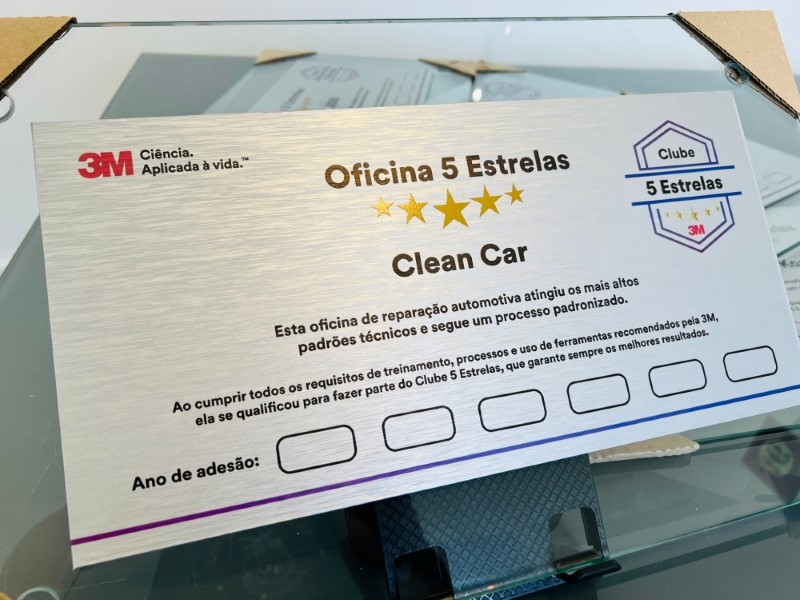 3M Ciência.
Aplicada à vida.™
Oficina 5 Estrelas
Clube
5 Estrelas
3M
Clean Car
Esta oficina de reparação automotiva atingiu os mais altos
padrões técnicos e segue um processo padronizado.
Ao cumprir todos os requisitos de treinamento, processos e uso de ferramentas recomendados pela 3M,
ela se qualificou para fazer parte do Clube 5 Estrelas, que garante sempre os melhores resultados.
Ano de adesão: